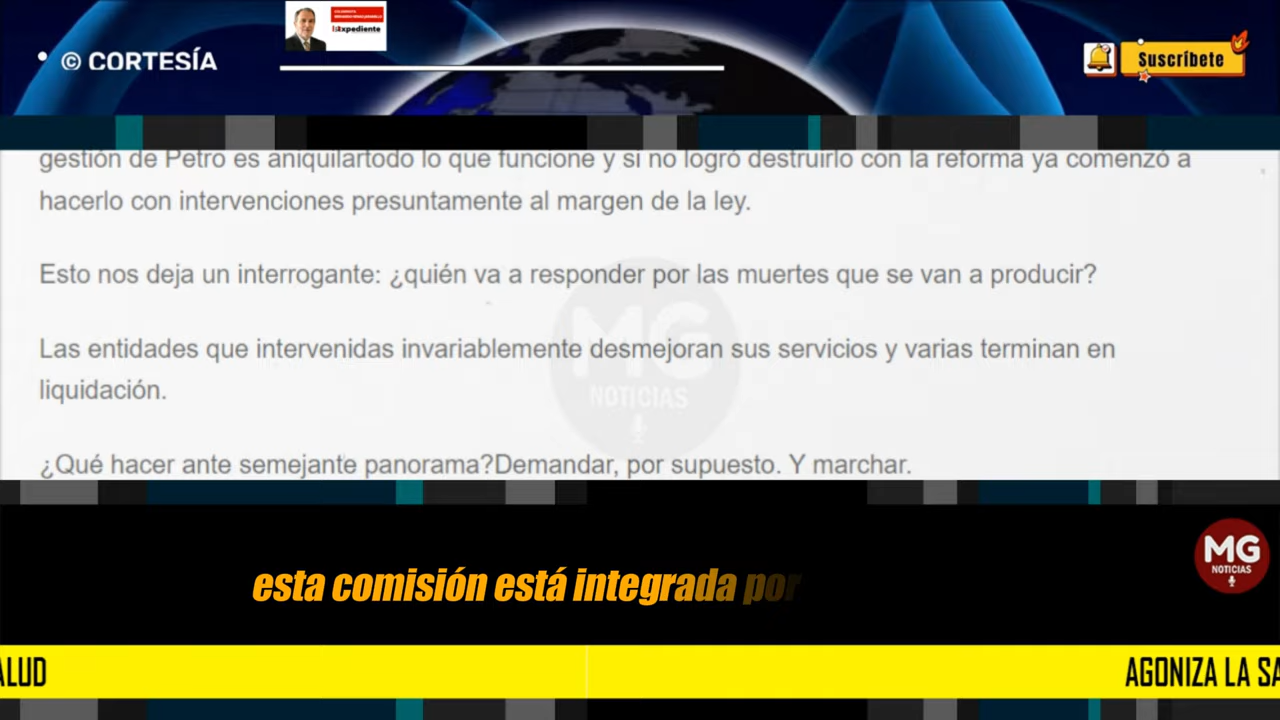 © CORTESÍA
Expediente
Suscríbete
gestión de Petro es aniquilartodo lo que funcione y si no logró destruirlo con la reforma ya comenzó a
hacerlo con intervenciones presuntamente al margen de la ley.
Esto nos deja un interrogante: ¿quién va a responder por las muertes que se van a producir?
Las entidades que intervenidas invariablemente desmejoran sus servicios y varias terminan en
liquidación.
¿Qué hacer ante semejante panorama?Demandar, por supuesto. Y marchar.
MG
NOTICIAS
esta comisión está integrada por
MG
NOTICIAS
ALUD
AGONIZA LA SA